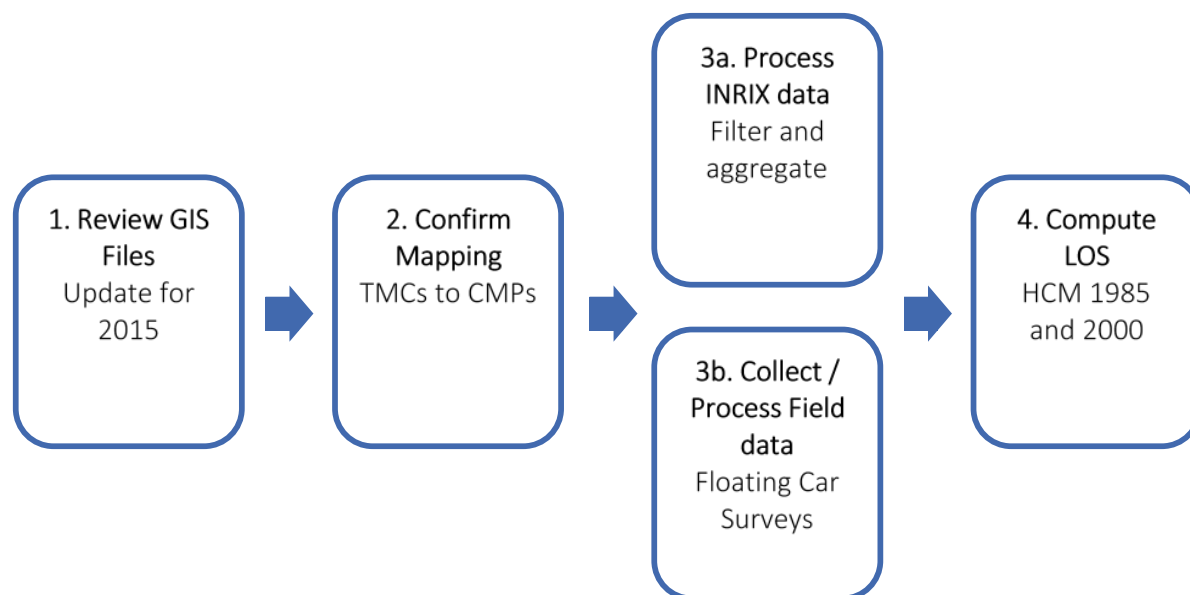 1. Review GIS
Files
Update for
2015
2. Confirm
Mapping
TMCs to CMPs
3a. Process
INRIX data
Filter and
aggregate
3b. Collect /
Process Field
data
Floating Car
Surveys
4. Compute
LOS
HCM 1985
and 2000